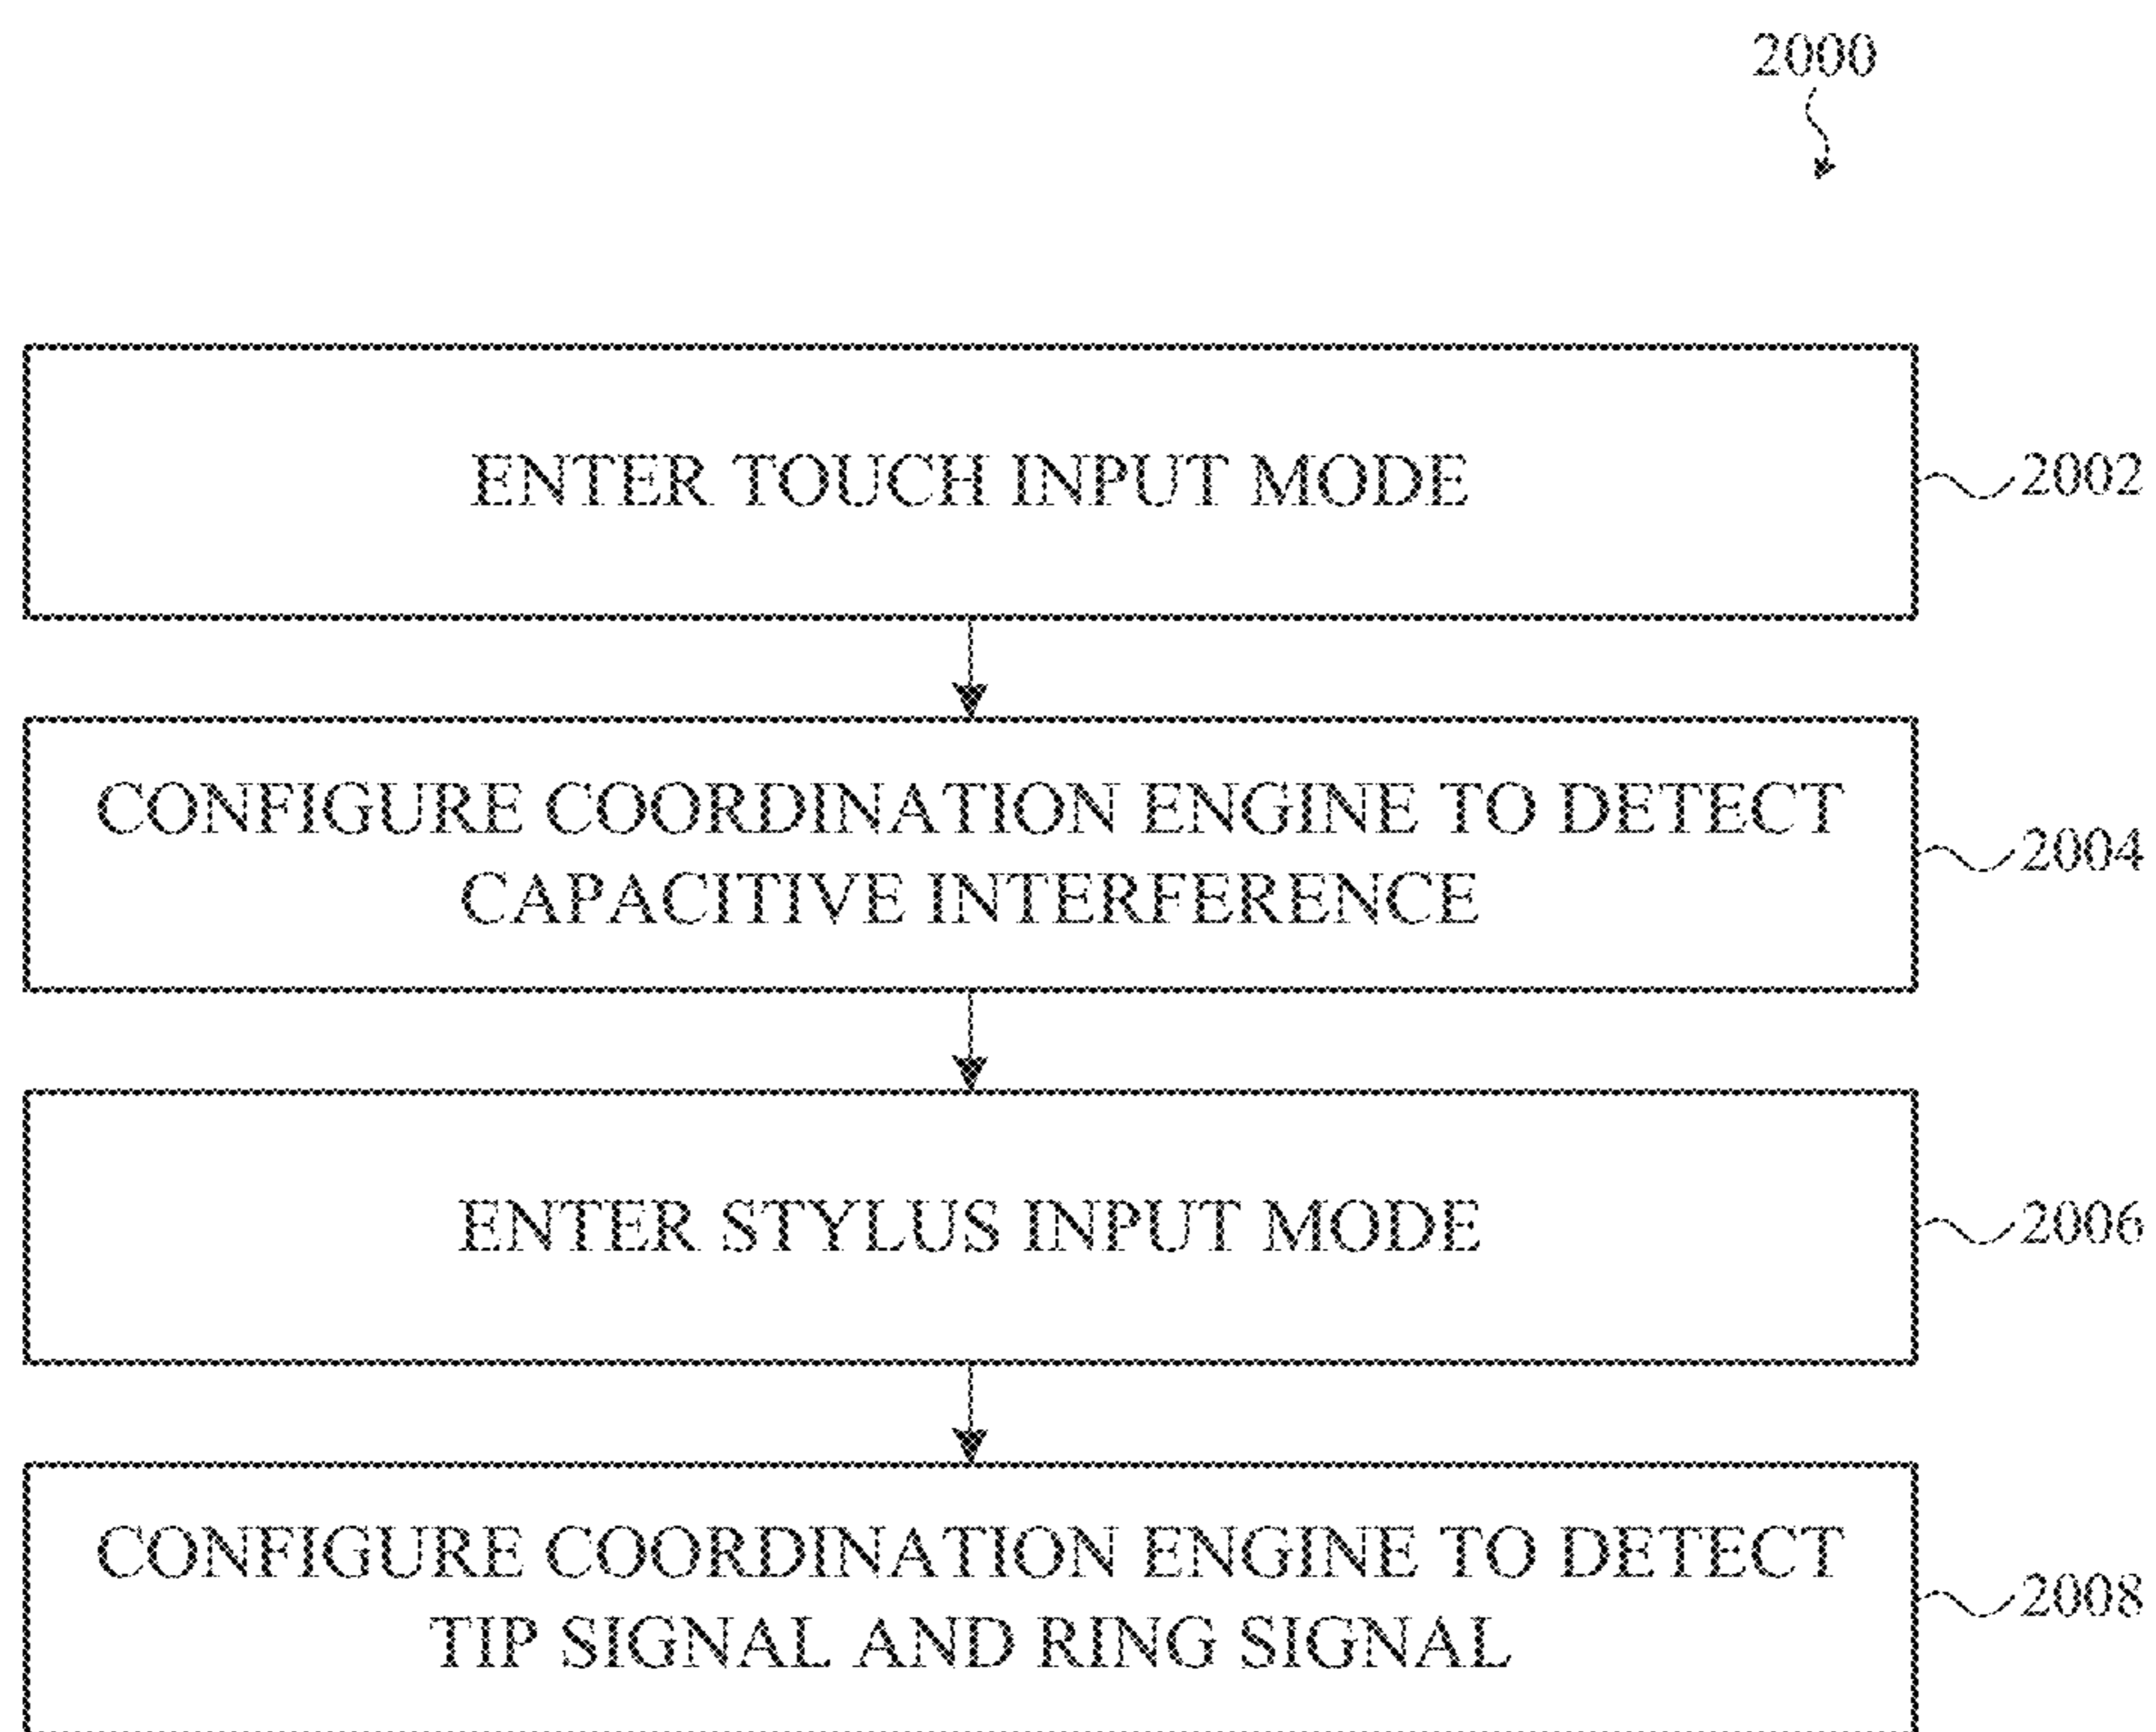 2000
ENTER TOUCH INPUT MODE
2002
CONFIGURE COORDINATION ENGINE TO DETECT
CAPACITIVE INTERFERENCE
2004
ENTER STYLUS INPUT MODE
2006
CONFIGURE COORDINATION ENGINE TO DETECT
TIP SIGNAL AND RING SIGNAL
2008